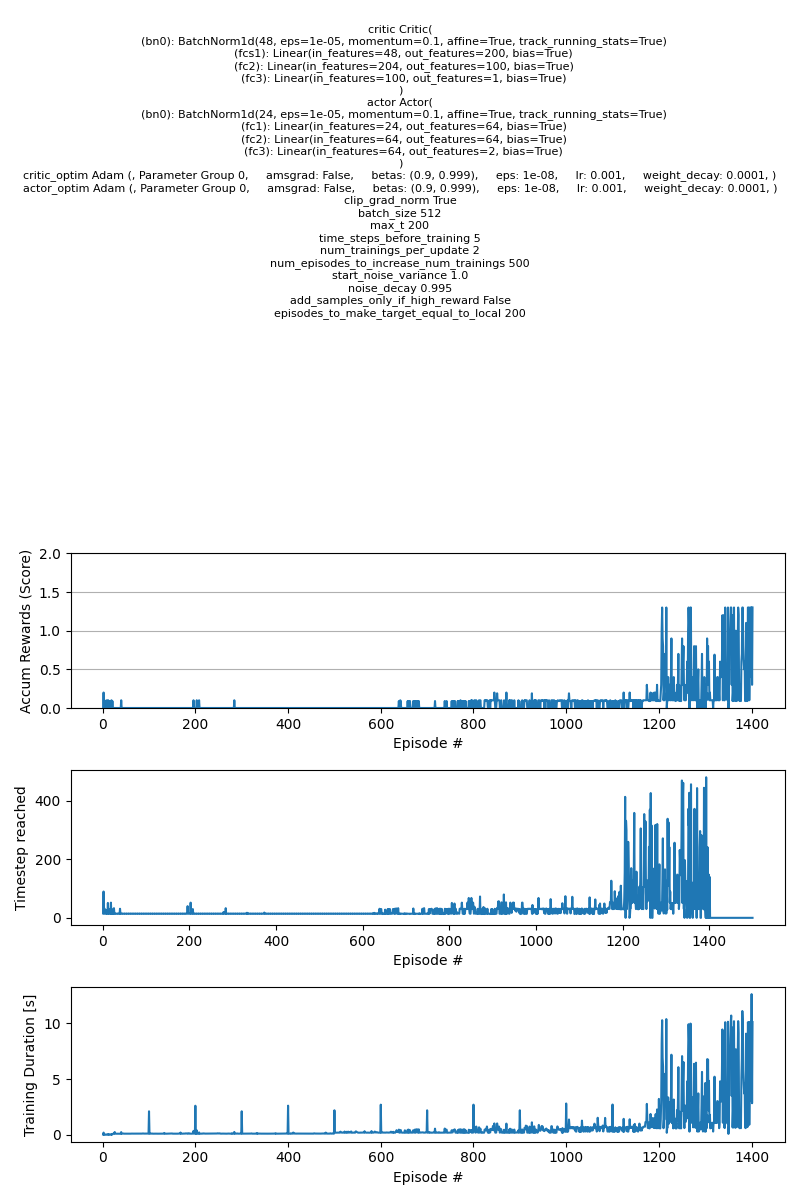 critic Critic(
(bn0): BatchNorm1d(48, eps=1e-05, momentum=0.1, affine=True, track_running_stats=True)
(fcs1): Linear(in_features=48, out_features=200, bias=True)
(fc2): Linear(in_features=204, out_features=100, bias=True)
(fc3): Linear(in_features=100, out_features=1, bias=True)
)
actor Actor(
(bn0): BatchNorm1d(24, eps=1e-05, momentum=0.1, affine=True, track_running_stats=True)
(fc1): Linear(in_features=24, out_features=64, bias=True)
(fc2): Linear(in_features=64, out_features=64, bias=True)
(fc3): Linear(in_features=64, out_features=2, bias=True)
)
critic_optim Adam (, Parameter Group 0, amsgrad: False, betas: (0.9, 0.999), eps: 1e-08, lr: 0.001, weight_decay: 0.0001, )
actor_optim Adam (, Parameter Group 0, amsgrad: False, betas: (0.9, 0.999), eps: 1e-08, lr: 0.001, weight_decay: 0.0001, )
clip_grad_norm True
batch_size 512
max_t 200
time_steps_before_training 5
num_trainings_per_update 2
num_episodes_to_increase_num_trainings 500
start_noise_variance 1.0
noise_decay 0.995
add_samples_only_if_high_reward False
episodes_to_make_target_equal_to_local 200
Accum Rewards (Score)
2.0
1.5
1.0
0.5
0.0
0 200 400 600 800 1000 1200 1400
Episode #
Timestep reached
400
200
0
0 200 400 600 800 1000 1200 1400
Episode #
Training Duration [s]
10
5
0
0 200 400 600 800 1000 1200 1400
Episode #